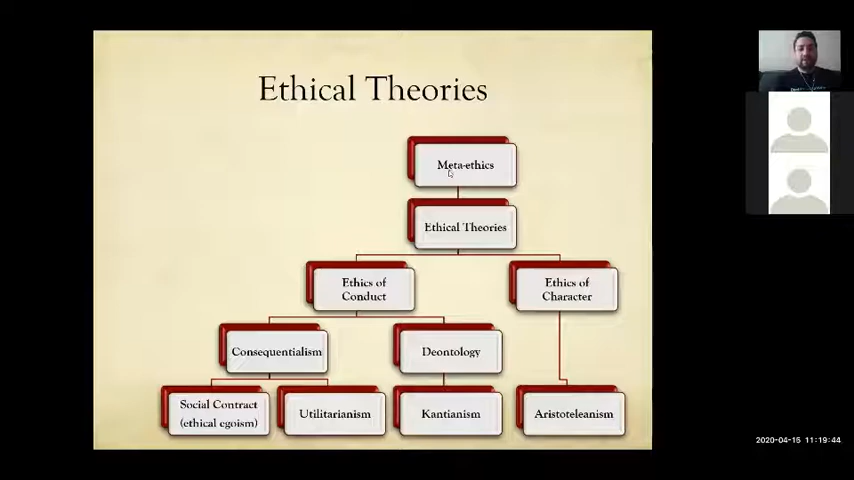 Ethical Theories
Meta-ethics
Ethical Theories
Ethics of
Conduct
Ethics of
Character
Consequentialism
Deontology
Social Contract
(ethical egoism)
Utilitarianism
Kantianism
Aristoteleanism
2020-04-15 11:19:44